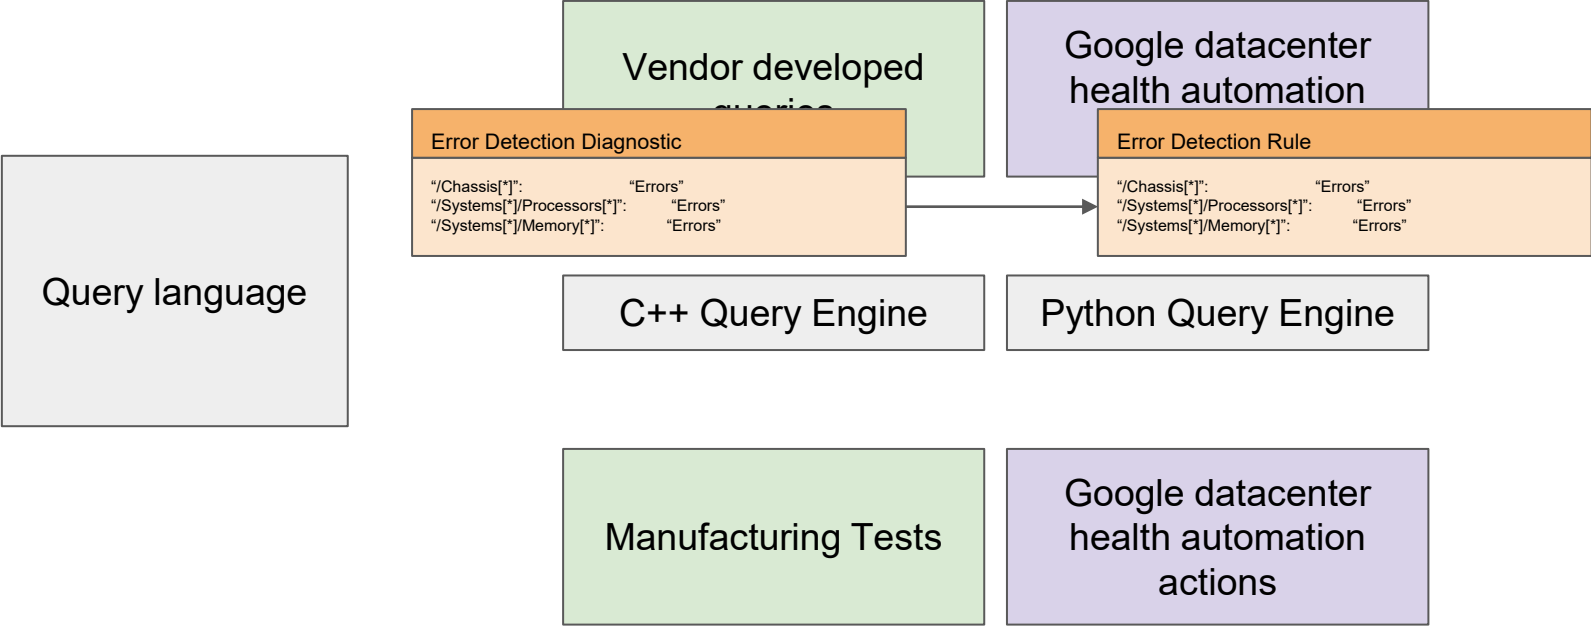 Vendor developed
queries
Google datacenter
health automation
Error Detection Diagnostic
“/Chassis[*]”: “Errors”
“/Systems[*]/Processors[*]”: “Errors”
“/Systems[*]/Memory[*]”: “Errors”
Error Detection Rule
“/Chassis[*]”: “Errors”
“/Systems[*]/Processors[*]”: “Errors”
“/Systems[*]/Memory[*]”: “Errors”
Query language
C++ Query Engine
Python Query Engine
Manufacturing Tests
Google datacenter
health automation
actions